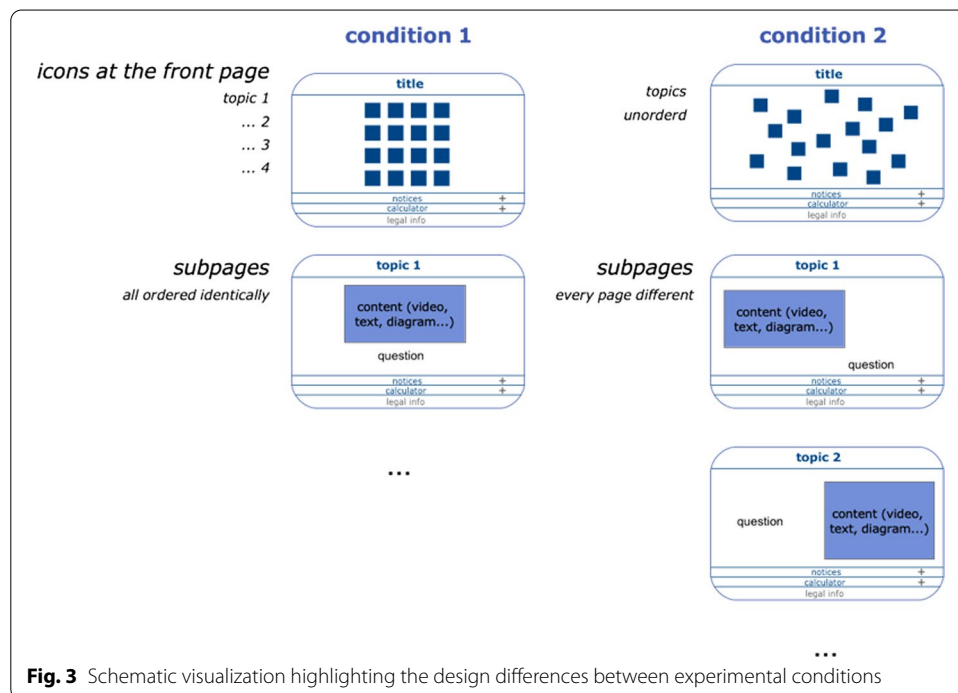 condition 1
icons at the front page
topic 1
... 2
... 3
... 4
title
notices +
calculator +
legal info
subpages
all ordered identically
topic 1
content (video,
text, diagram...)
question
notices +
calculator +
legal info
...
condition 2
topics
unorderd
title
notices +
calculator +
legal info
subpages
every page different
topic 1
content (video,
text, diagram...)
question
notices +
calculator +
legal info
topic 2
question
content (video,
text, diagram...)
notices +
calculator +
legal info
...
Fig. 3 Schematic visualization highlighting the design differences between experimental conditions